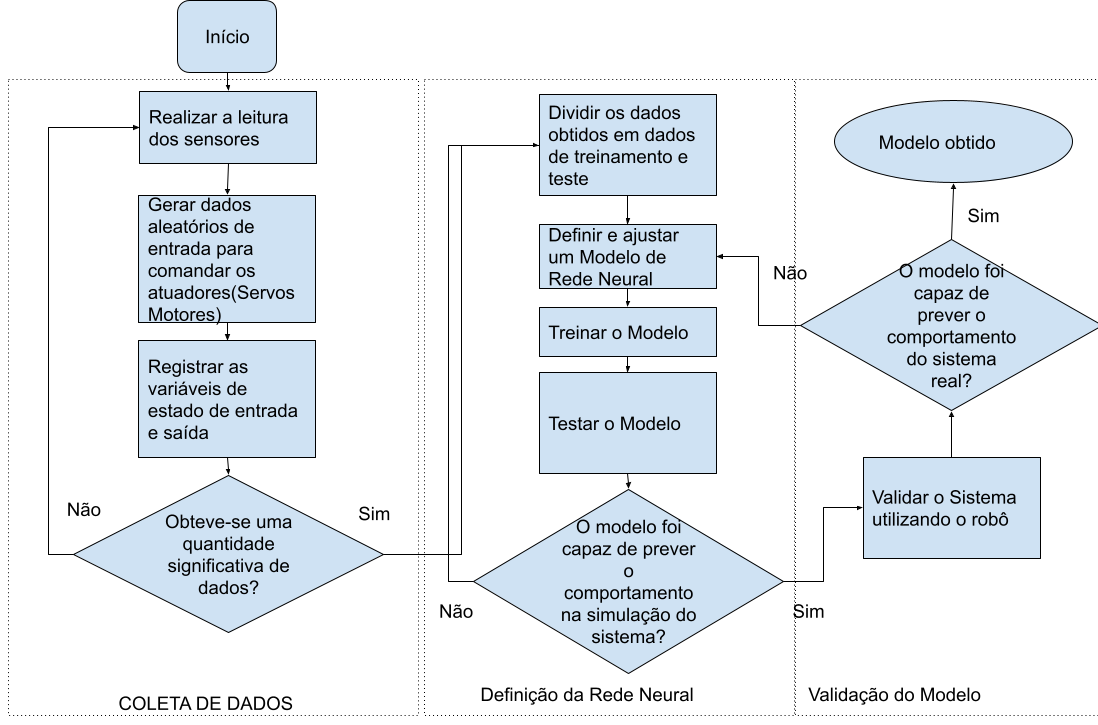 Início
Realizar a leitura
dos sensores
Gerar dados
aleatórios de
entrada para
comandar os
atuadores(Servos
Motores)
Registrar as
variáveis de
estado de entrada
e saída
Não
Sim
Obteve-se uma
quantidade
significativa de
dados?
COLETA DE DADOS
Dividir os dados
obtidos em dados
de treinamento e
teste
Definir e ajustar
um Modelo de
Rede Neural
Treinar o Modelo
Testar o Modelo
O modelo foi
capaz de prever
o
comportamento
na simulação do
sistema?
Não
Sim
Definição da Rede Neural
Modelo obtido
Sim
Não
O modelo foi
capaz de
prever o
comportamento
do sistema
real?
Validar o Sistema
utilizando o robô
Validação do Modelo